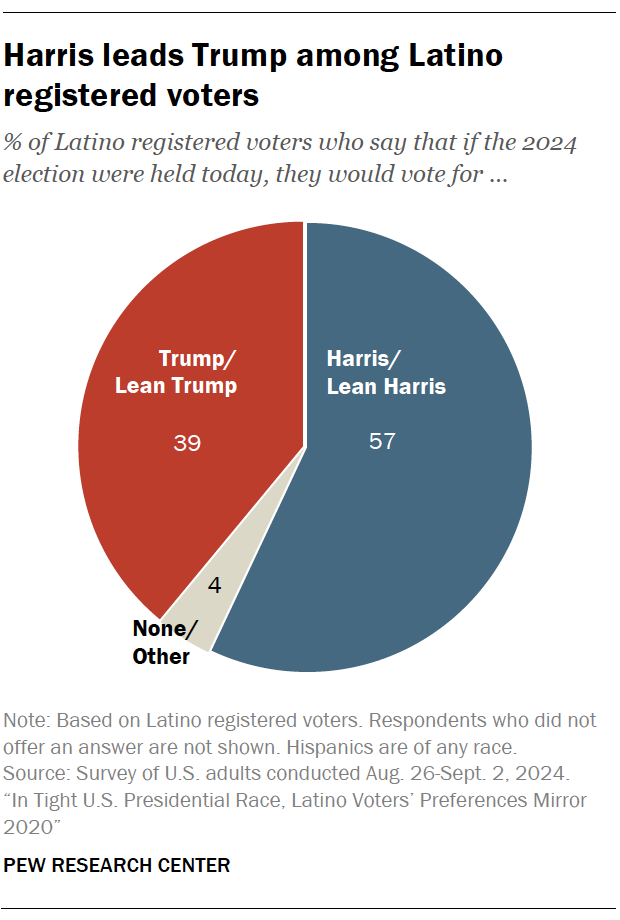 Harris leads Trump among Latino
registered voters
% of Latino registered voters who say that if the 2024
election were held today, they would vote for ...
Trump/
Lean Trump
39
Harris/
Lean Harris
57
4
None/
Other
Note: Based on Latino registered voters. Respondents who did not
offer an answer are not shown. Hispanics are of any race.
Source: Survey of U.S. adults conducted Aug. 26-Sept. 2, 2024.
“In Tight U.S. Presidential Race, Latino Voters’ Preferences Mirror
2020”
PEW RESEARCH CENTER